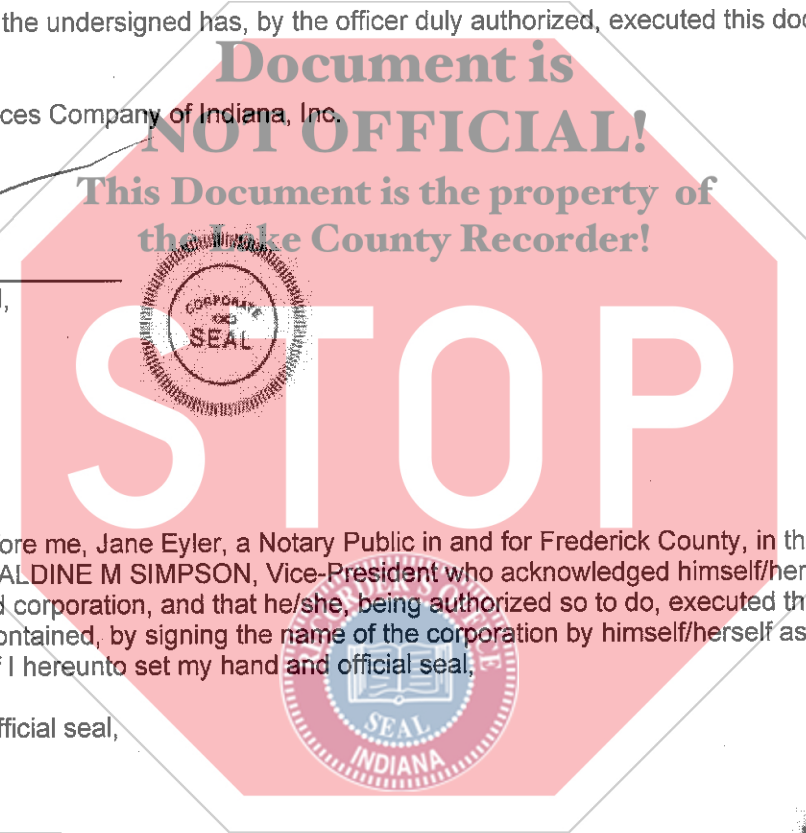 the undersigned has, by the officer duly authorized, executed this doc
Document is
ces Company of Indiana, Inc.
NOT OFFICIAL!
This Document is the property of
the Lake County Recorder!
CORPORATE
SEAL
STOP
ore me, Jane Eyler, a Notary Public in and for Frederick County, in th
ALDINE M SIMPSON, Vice-President who acknowledged himself/her
d corporation, and that he/she, being authorized so to do, executed th
ontained, by signing the name of the corporation by himself/herself as
f I hereunto set my hand and official seal,
RECORDER'S OFFICE
SEAL
INDIANA
fficial seal,